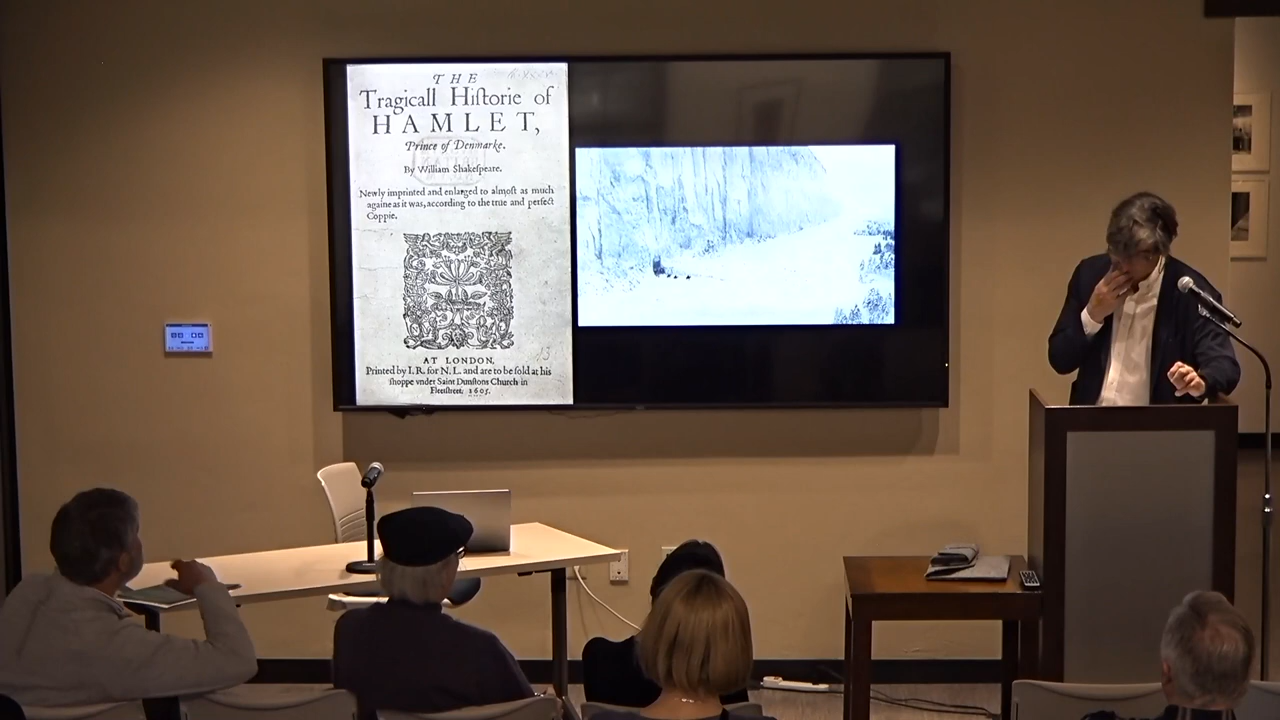 THE
Tragicall Hiſtorie of
HAMLET,
Prince of Denmarke.
By William Shakeſpeare.
Newly imprinted and enlarged to almoſt as much
againe as it was, according to the true and perfect
Coppie.
AT LONDON,
Printed by I. R. for N. L. and are to be ſold at his
ſhoppe vnder Saint Dunſtons Church in
Fleetſtreet. 1605.